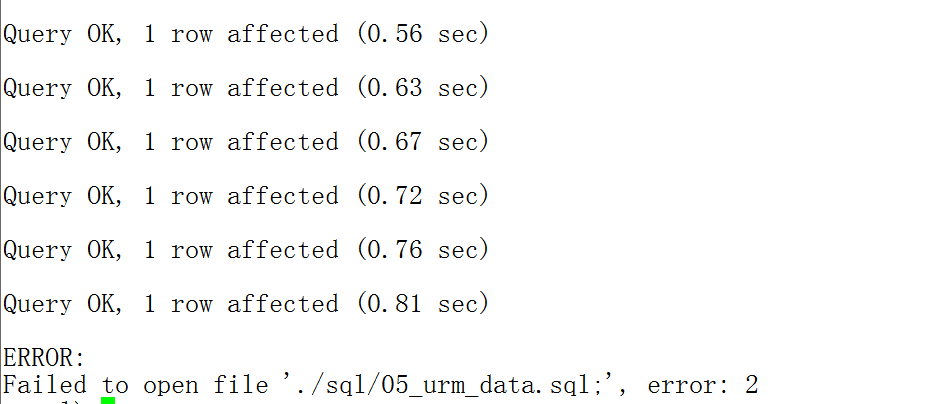 Query OK, 1 row affected (0.56 sec)
Query OK, 1 row affected (0.63 sec)
Query OK, 1 row affected (0.67 sec)
Query OK, 1 row affected (0.72 sec)
Query OK, 1 row affected (0.76 sec)
Query OK, 1 row affected (0.81 sec)
ERROR:
Failed to open file './sql/05_urm_data.sql;', error: 2